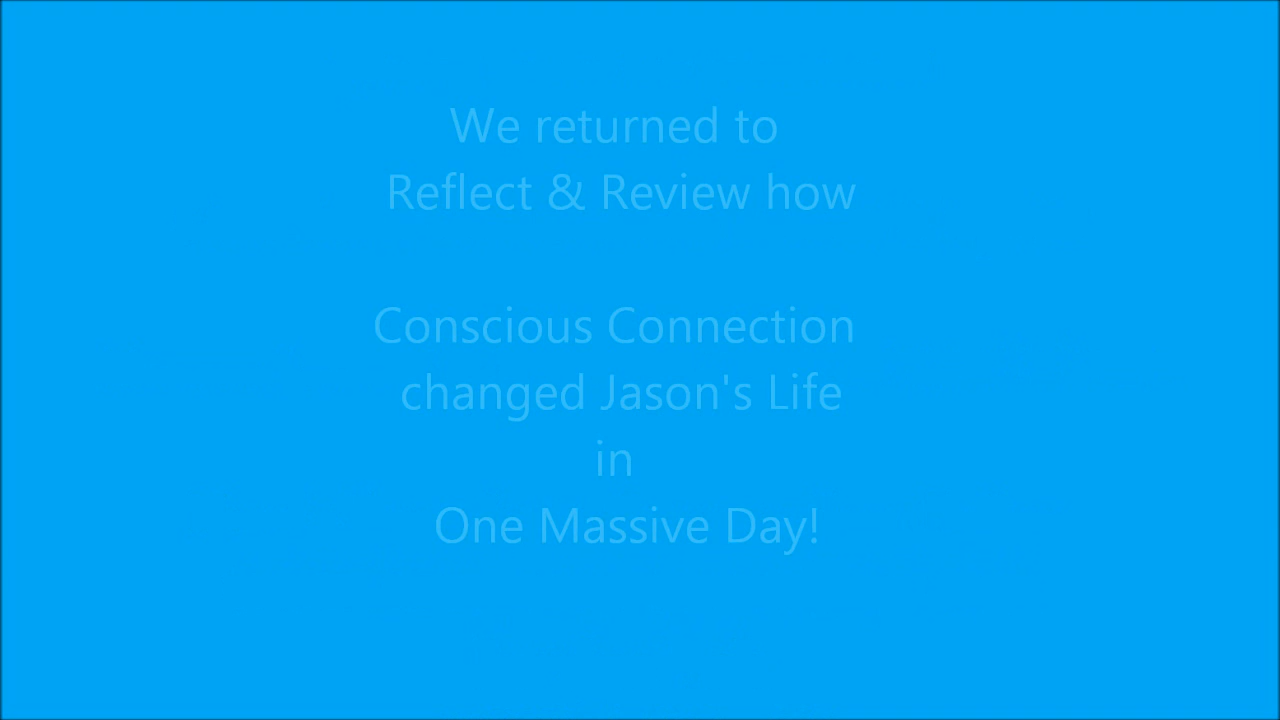 We returned to
Reflect & Review how
Conscious Connection
changed Jason's Life
in
One Massive Day!